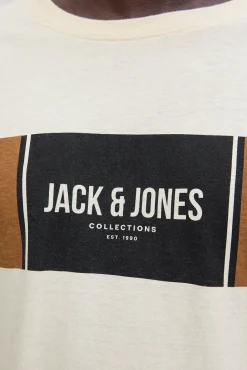 JACK & JONES
COLLECTIONS
EST. 1990